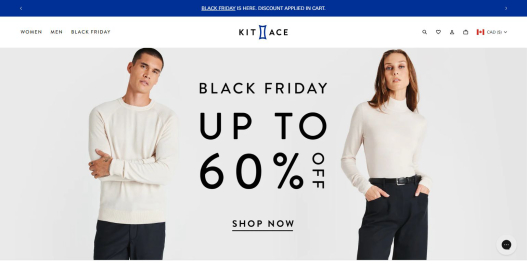 BLACK FRIDAY IS HERE. DISCOUNT APPLIED IN CART.
WOMEN MEN BLACK FRIDAY
KIT ACE
CAD ($)
BLACK FRIDAY
UP TO
60% OFF
SHOP NOW